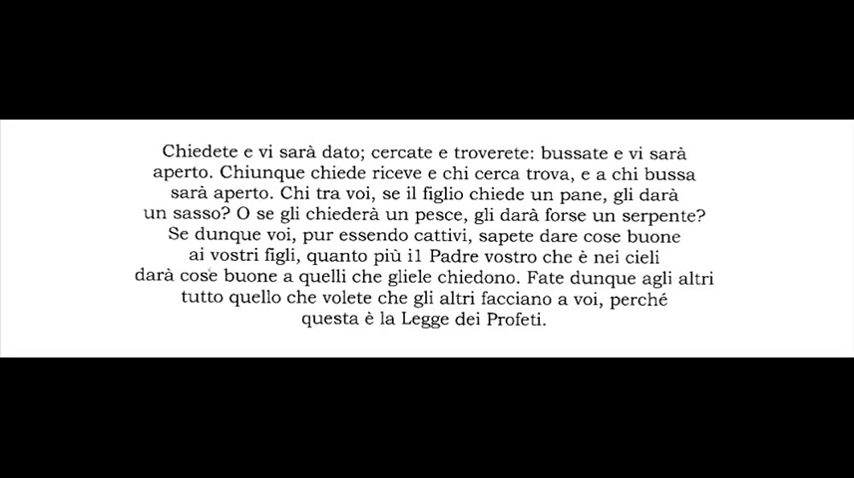 Chiedete e vi sarà dato; cercate e troverete: bussate e vi sarà
aperto. Chiunque chiede riceve e chi cerca trova, e a chi bussa
sarà aperto. Chi tra voi, se il figlio chiede un pane, gli darà
un sasso? O se gli chiederà un pesce, gli darà forse un serpente?
Se dunque voi, pur essendo cattivi, sapete dare cose buone
ai vostri figli, quanto più i1 Padre vostro che è nei cieli
darà cose buone a quelli che gliele chiedono. Fate dunque agli altri
tutto quello che volete che gli altri facciano a voi, perché
questa è la Legge dei Profeti.